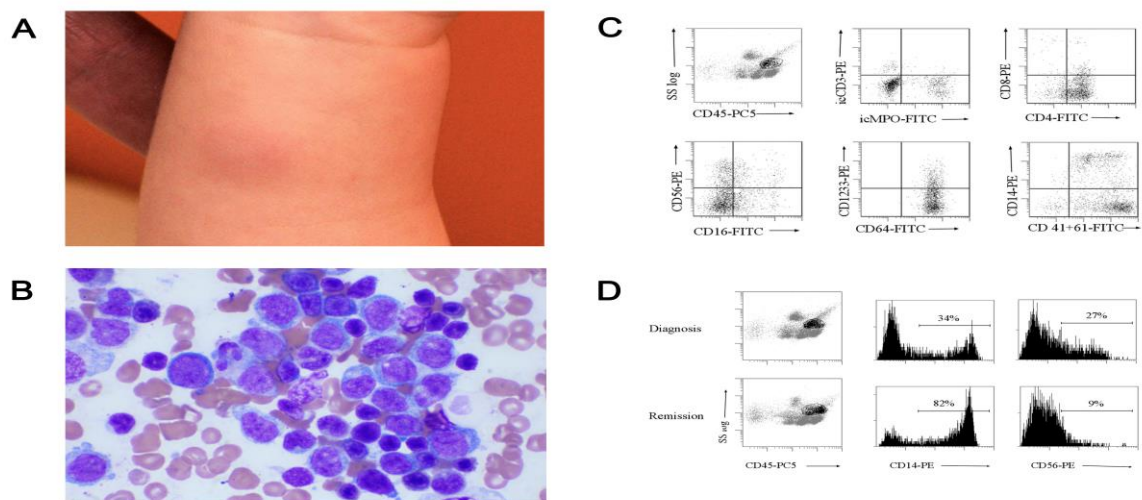 A
B
C
SS log
CD45-PC5
icCD3-PE
icMPO-FITC
CD8-PE
CD4-FITC
CD56-PE
CD16-FITC
CD1233-PE
CD64-FITC
CD14-PE
CD 41+61-FITC
D
Diagnosis
34%
27%
Remission
SS log
82%
9%
CD45-PC5
CD14-PE
CD56-PE